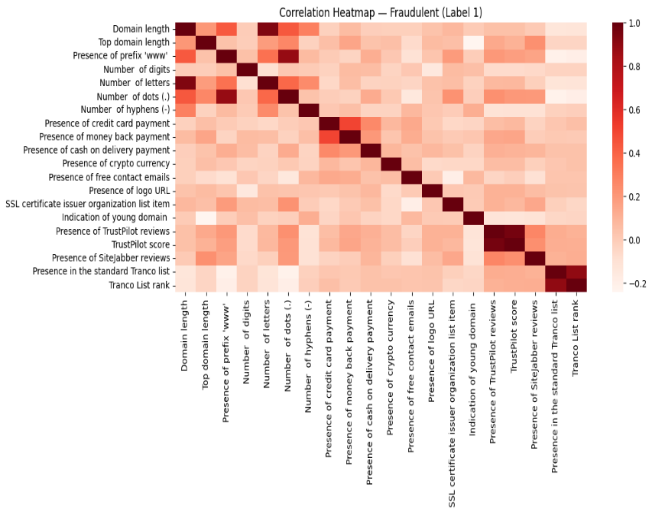 Correlation Heatmap — Fraudulent (Label 1)
Domain length
Top domain length
Presence of prefix 'www'
Number  of digits
Number  of letters
Number  of dots (.)
Number  of hyphens (-)
Presence of credit card payment
Presence of money back payment
Presence of cash on delivery payment
Presence of crypto currency
Presence of free contact emails
Presence of logo URL
SSL certificate issuer organization list item
Indication of young domain
Presence of TrustPilot reviews
TrustPilot score
Presence of SiteJabber reviews
Presence in the standard Tranco list
Tranco List rank
1.0
0.8
0.6
0.4
0.2
0.0
−0.2
Domain length
Top domain length
Presence of prefix 'www'
Number  of digits
Number  of letters
Number  of dots (.)
Number  of hyphens (-)
Presence of credit card payment
Presence of money back payment
Presence of cash on delivery payment
Presence of crypto currency
Presence of free contact emails
Presence of logo URL
SSL certificate issuer organization list item
Indication of young domain
Presence of TrustPilot reviews
TrustPilot score
Presence of SiteJabber reviews
Presence in the standard Tranco list
Tranco List rank